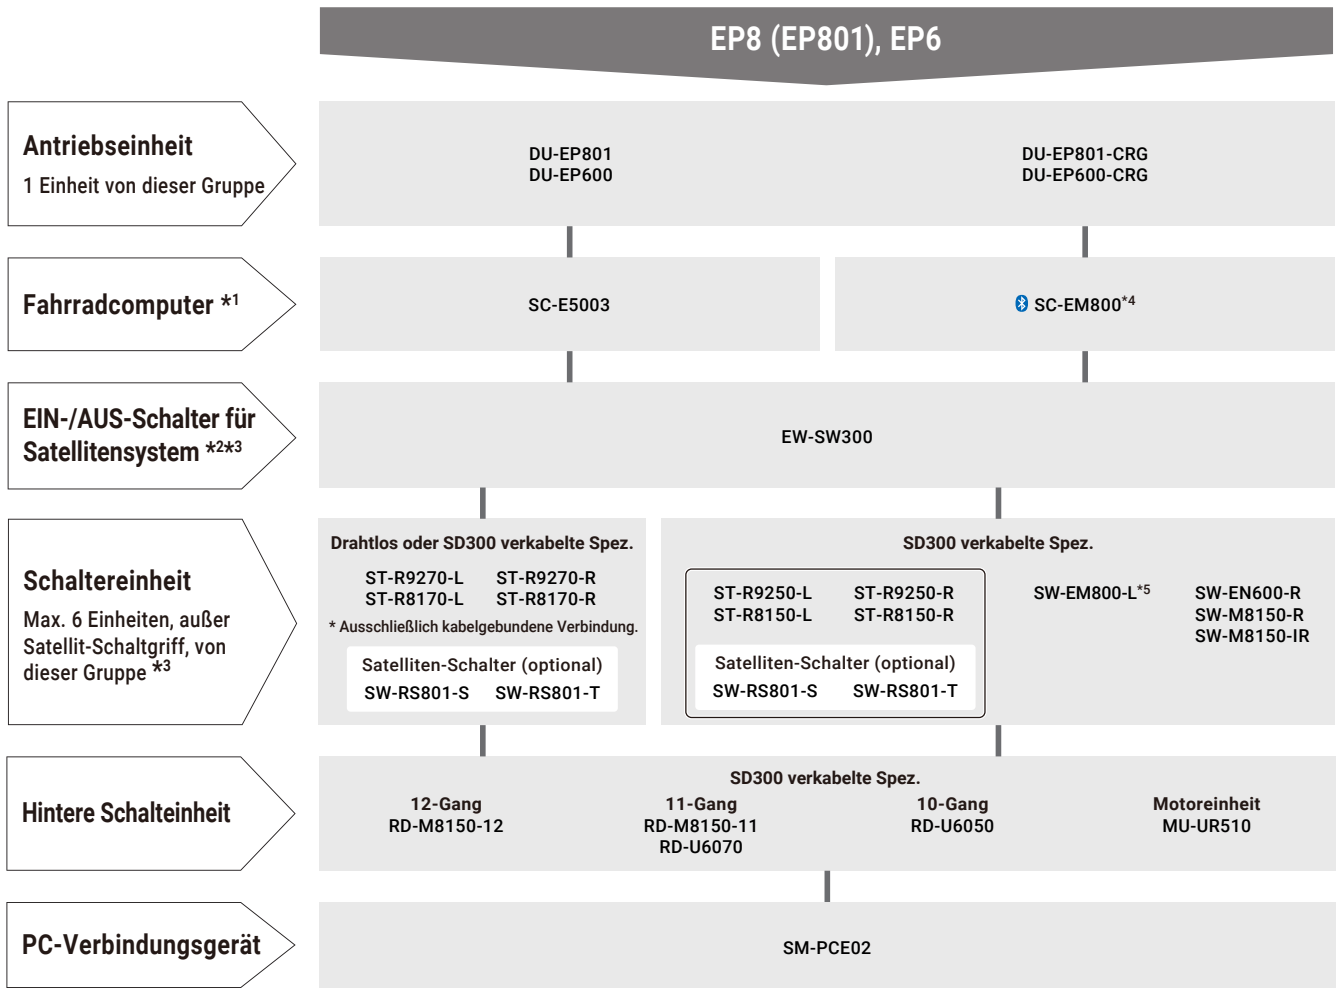 EP8 (EP801), EP6
Antriebseinheit
1 Einheit von dieser Gruppe
DU-EP801
DU-EP600
DU-EP801-CRG
DU-EP600-CRG
Fahrradcomputer *1
SC-E5003
SC-EM800*4
EIN-/AUS-Schalter für
Satellitensystem *2*3
EW-SW300
Schaltereinheit
Max. 6 Einheiten, außer
Satellit-Schaltgriff, von
dieser Gruppe *3
Drahtlos oder SD300 verkabelte Spez.
ST-R9270-L ST-R9270-R
ST-R8170-L ST-R8170-R
* Ausschließlich kabelgebundene Verbindung.
Satelliten-Schalter (optional)
SW-RS801-S SW-RS801-T
SD300 verkabelte Spez.
ST-R9250-L ST-R9250-R
ST-R8150-L ST-R8150-R
Satelliten-Schalter (optional)
SW-RS801-S SW-RS801-T
SW-EM800-L*5
SW-EN600-R
SW-M8150-R
SW-M8150-IR
Hintere Schalteinheit
SD300 verkabelte Spez.
12-Gang
RD-M8150-12
11-Gang
RD-M8150-11
RD-U6070
10-Gang
RD-U6050
Motoreinheit
MU-UR510
PC-Verbindungsgerät
SM-PCE02